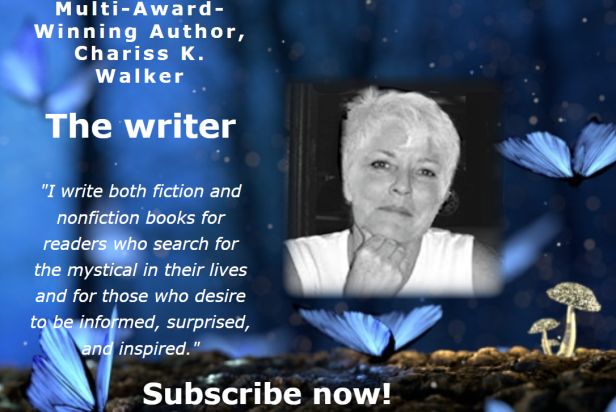 Multi-Award-
Winning Author,
Chariss K.
Walker
The writer
"I write both fiction and
nonfiction books for
readers who search for
the mystical in their lives
and for those who desire
to be informed, surprised,
and inspired."
Subscribe now!